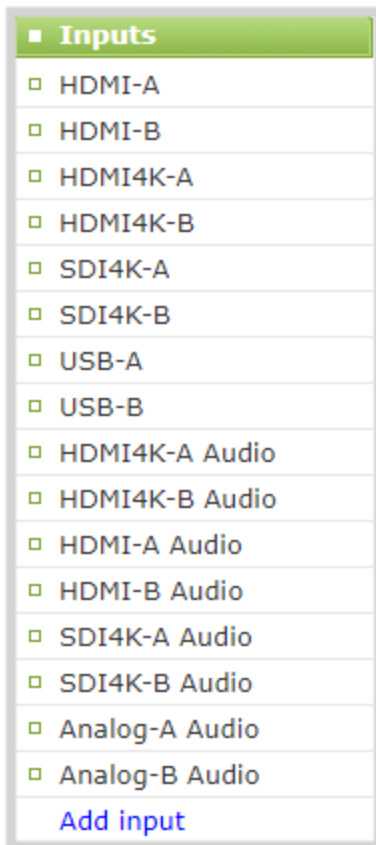 Inputs
HDMI-A
HDMI-B
HDMI4K-A
HDMI4K-B
SDI4K-A
SDI4K-B
USB-A
USB-B
HDMI4K-A Audio
HDMI4K-B Audio
HDMI-A Audio
HDMI-B Audio
SDI4K-A Audio
SDI4K-B Audio
Analog-A Audio
Analog-B Audio
Add input